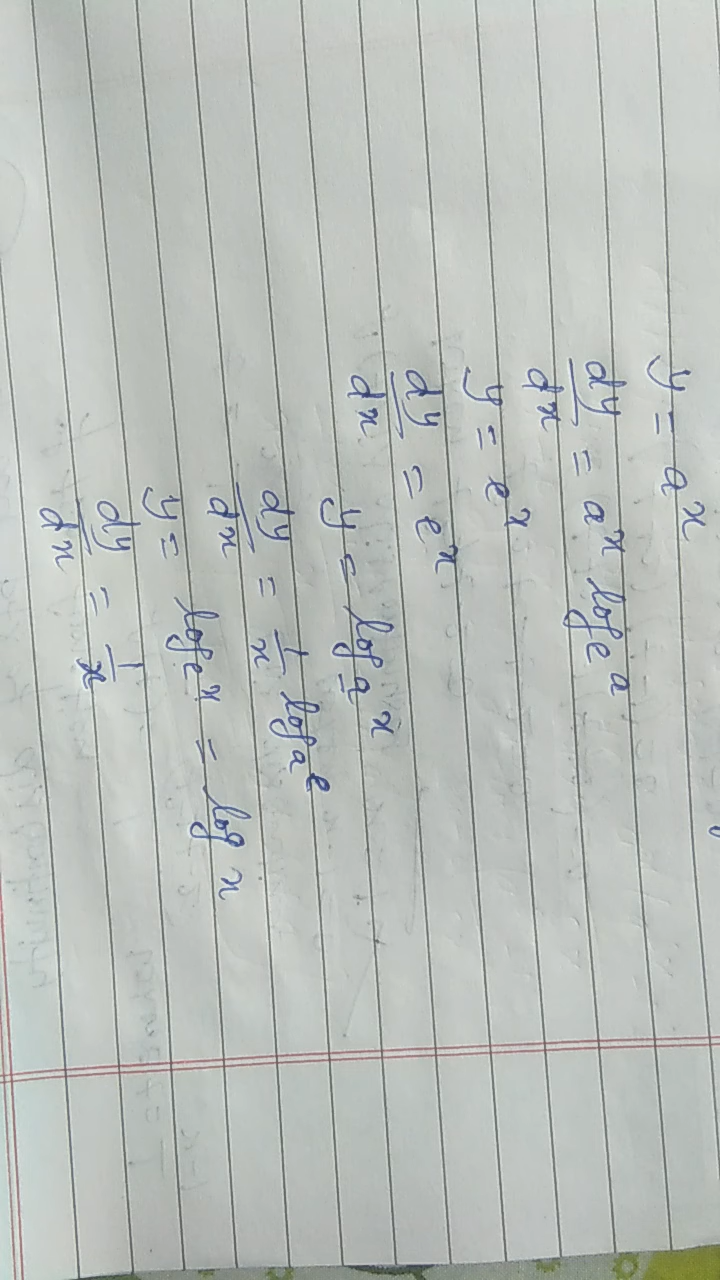 y = a^x
dy/dx = a^x log_e a
y = e^x
dy/dx = e^x
y = log_a x
dy/dx = 1/x log_a e
y = log_e x = log x
dy/dx = 1/x